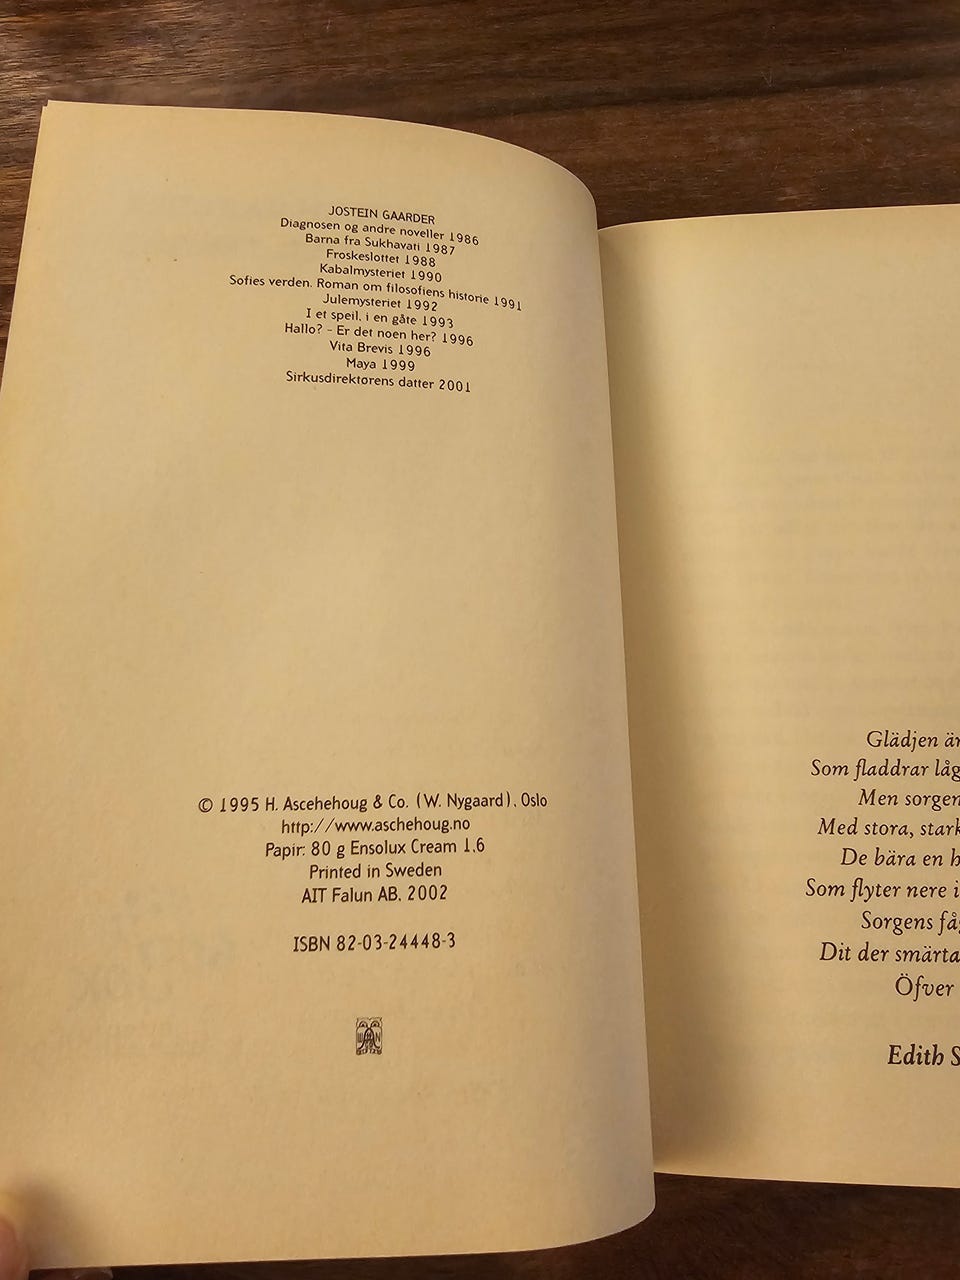 JOSTEIN GAARDER
Diagnosen og andre noveller 1986
Barna fra Sukhavati 1987
Froskeslottet 1988
Kabalmysteriet 1990
Sofies verden. Roman om filosofiens historie 1991
Julemysteriet 1992
I et speil, i en gåte 1993
Hallo? - Er det noen her? 1996
Vita Brevis 1996
Maya 1999
Sirkusdirektørens datter 2001
© 1995 H. Ascehehoug & Co. (W. Nygaard), Oslo
http://www.aschehoug.no
Papir: 80 g Ensolux Cream 1,6
Printed in Sweden
AIT Falun AB, 2002
ISBN 82-03-24448-3
Glädjen är
Som fladdrar låg
Men sorgen
Med stora, stark
De bära en h
Som flyter nere i
Sorgens fåg
Dit der smärta
Öfver
Edith S